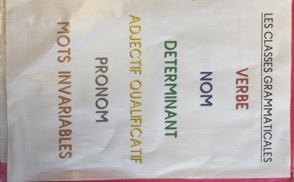 LES CLASSES GRAMMATICALES
VERBE
NOM
DETERMINANT
ADJECTIF QUALIFICATIF
PRONOM
MOTS INVARIABLES